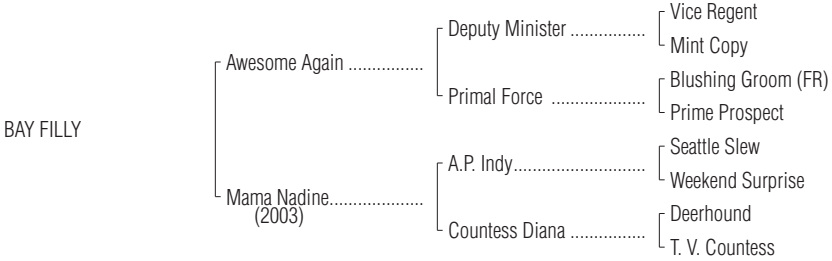 Vice Regent
Deputy Minister ................
Mint Copy
Awesome Again ................
Blushing Groom (FR)
Primal Force ....................
Prime Prospect
BAY FILLY
Seattle Slew
A.P. Indy............................
Weekend Surprise
Mama Nadine....................
(2003)
Deerhound
Countess Diana ................
T. V. Countess